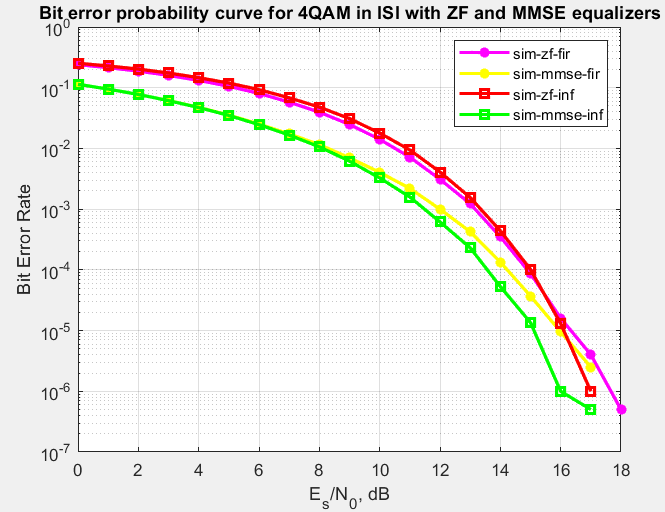 Bit error probability curve for 4QAM in ISI with ZF and MMSE equalizers
10^0
10^-1
10^-2
10^-3
10^-4
10^-5
10^-6
10^-7
Bit Error Rate
sim-zf-fir
sim-mmse-fir
sim-zf-inf
sim-mmse-inf
0 2 4 6 8 10 12 14 16 18
E_s/N_0, dB